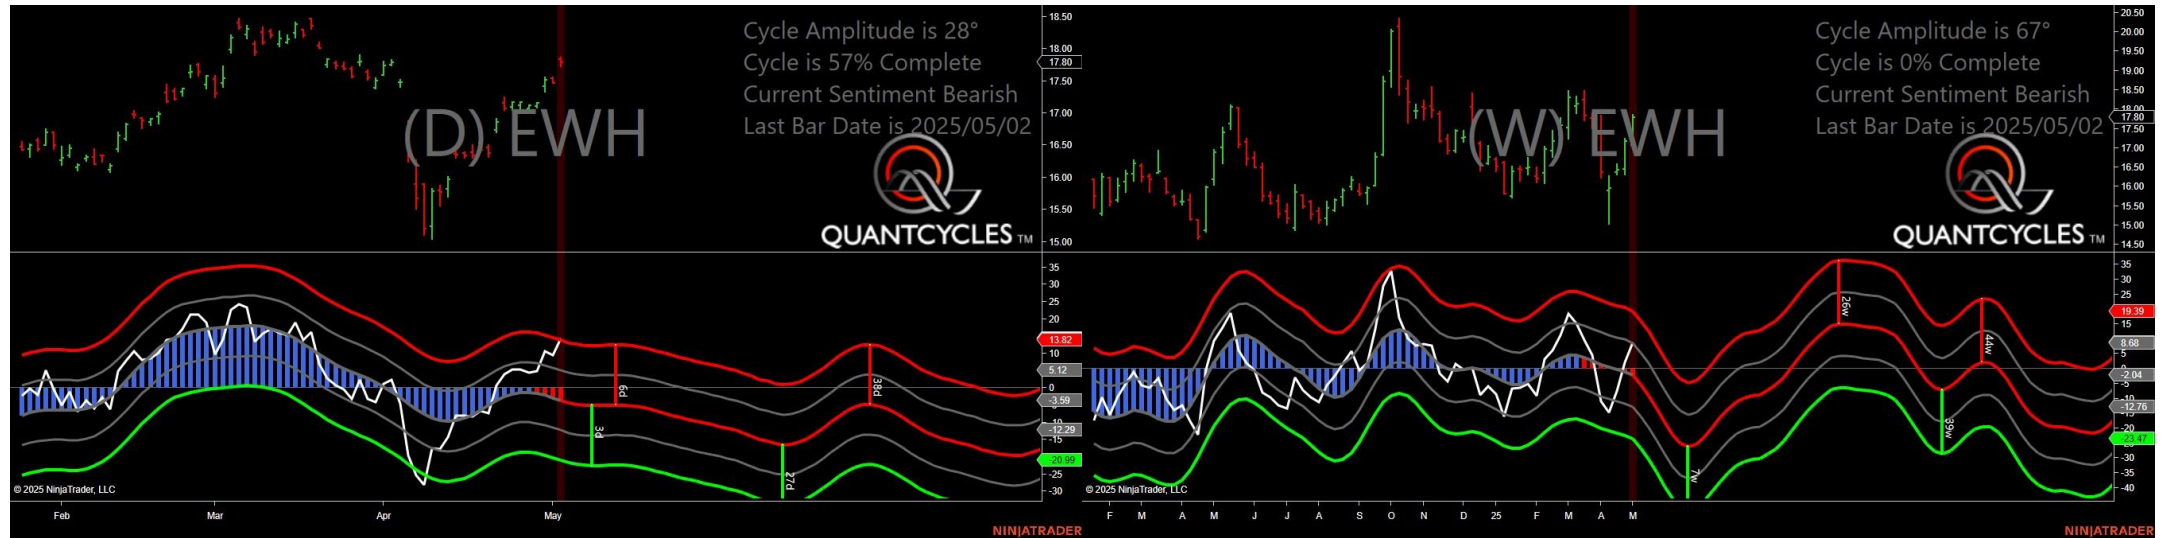 Cycle Amplitude is 28°
Cycle is 57% Complete
Current Sentiment Bearish
Last Bar Date is 2025/05/02
(D) EWH
QUANTCYCLES TM
18.50
18.00
17.80
17.50
17.00
16.50
16.00
15.50
15.00
35
30
25
20
13.82
10
5.12
0
-3.59
-12.29
-15
-20.99
-25
-30
6d
3d
27d
38d
© 2025 NinjaTrader, LLC
Feb
Mar
Apr
May
NINJATRADER
Cycle Amplitude is 67°
Cycle is 0% Complete
Current Sentiment Bearish
Last Bar Date is 2025/05/02
(W) EWH
QUANTCYCLES TM
20.50
20.00
19.50
19.00
18.50
18.00
17.80
17.50
17.00
16.50
16.00
15.50
15.00
14.50
35
30
25
19.39
15
8.68
5
-2.04
-5
-10
-12.76
-20
-23.47
-30
-35
-40
26w
44w
39w
7w
© 2025 NinjaTrader, LLC
F
M
A
M
J
J
A
S
O
N
D
25
F
M
A
M
NINJATRADER